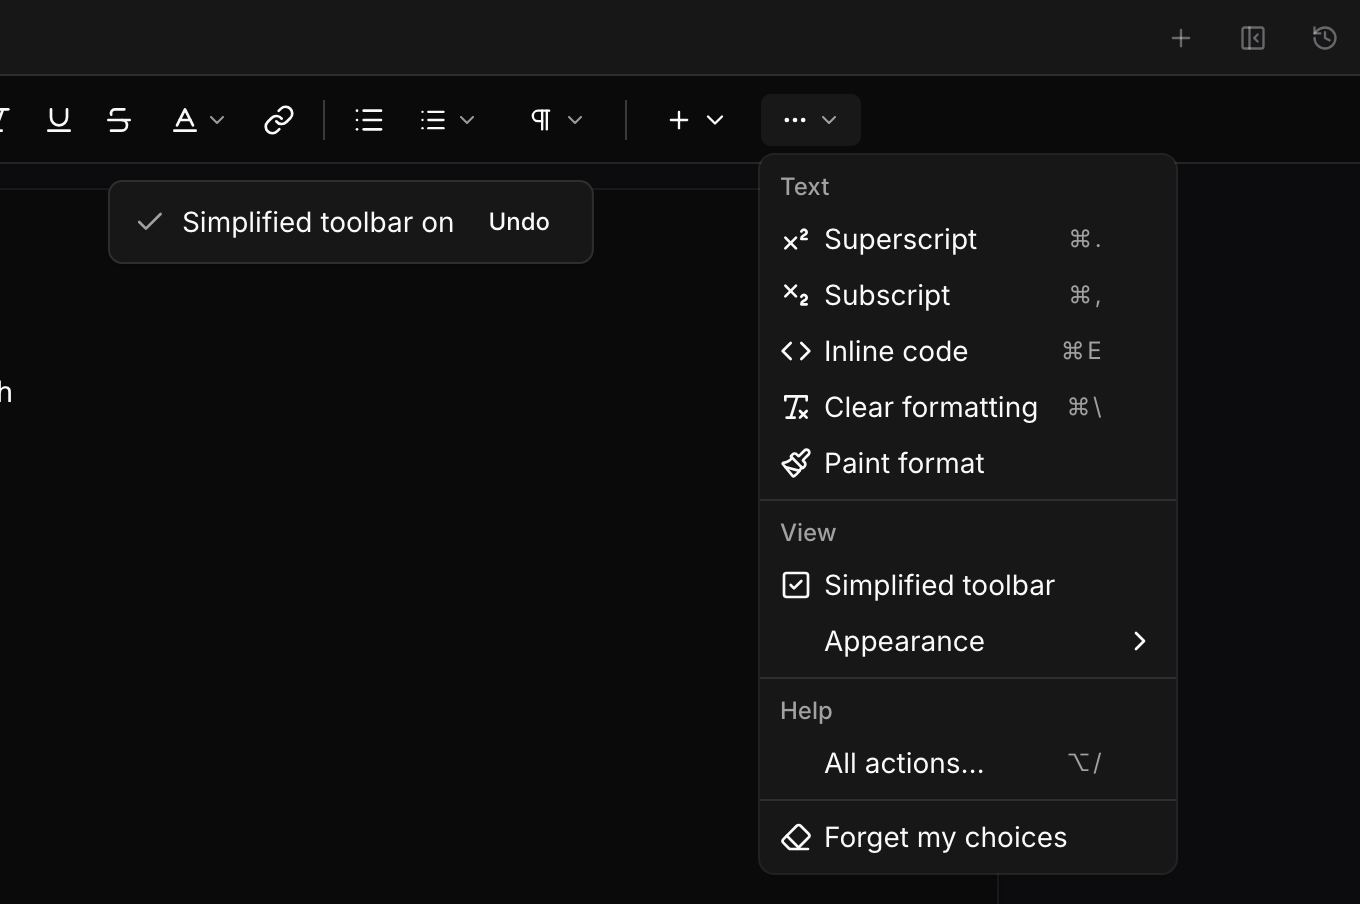 Simplified toolbar on Undo
h
Text
Superscript ⌘.
Subscript ⌘,
Inline code ⌘E
Clear formatting ⌘\
Paint format
View
Simplified toolbar
Appearance
Help
All actions... ⌥/
Forget my choices